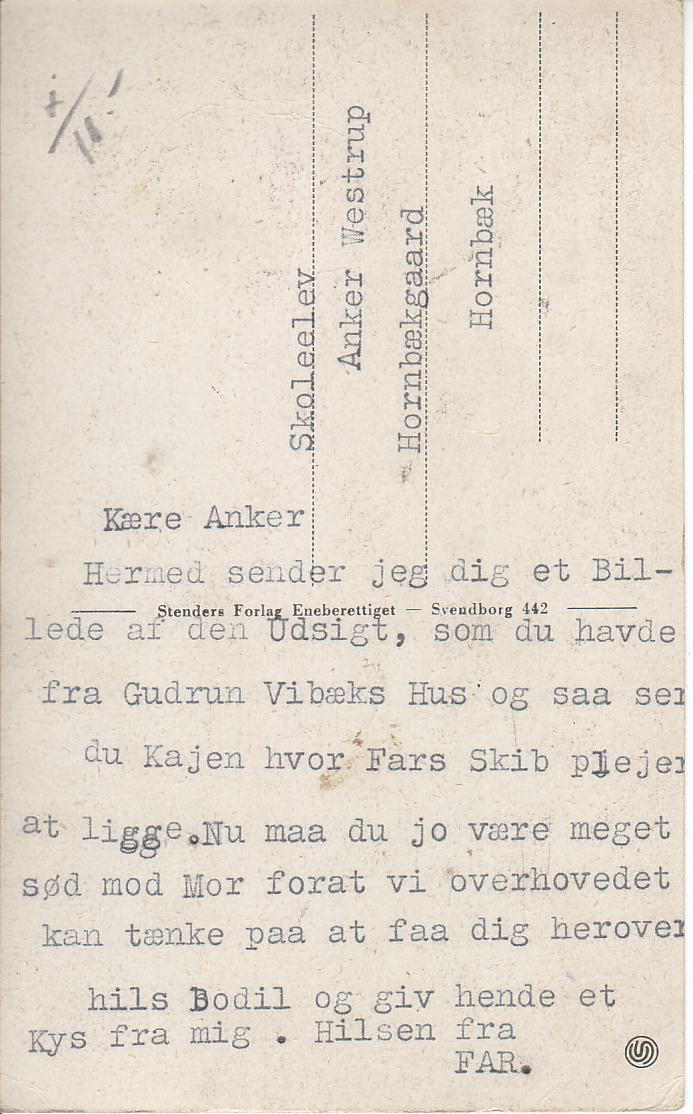 Skoleelev
Anker Westrup
Hornbækgaard
Hornbæk
Kære Anker
Hermed sender jeg dig et Bil-
Stenders Forlag Eneberettiget — Svendborg 442
lede af den Udsigt, som du havde
fra Gudrun Vibæks Hus og saa ser
du Kajen hvor Fars Skib plejer
at ligge.Nu maa du jo være meget
sød mod Mor forat vi overhovedet
kan tænke paa at faa dig herover
hils Bodil og giv hende et
Kys fra mig . Hilsen fra
FAR.